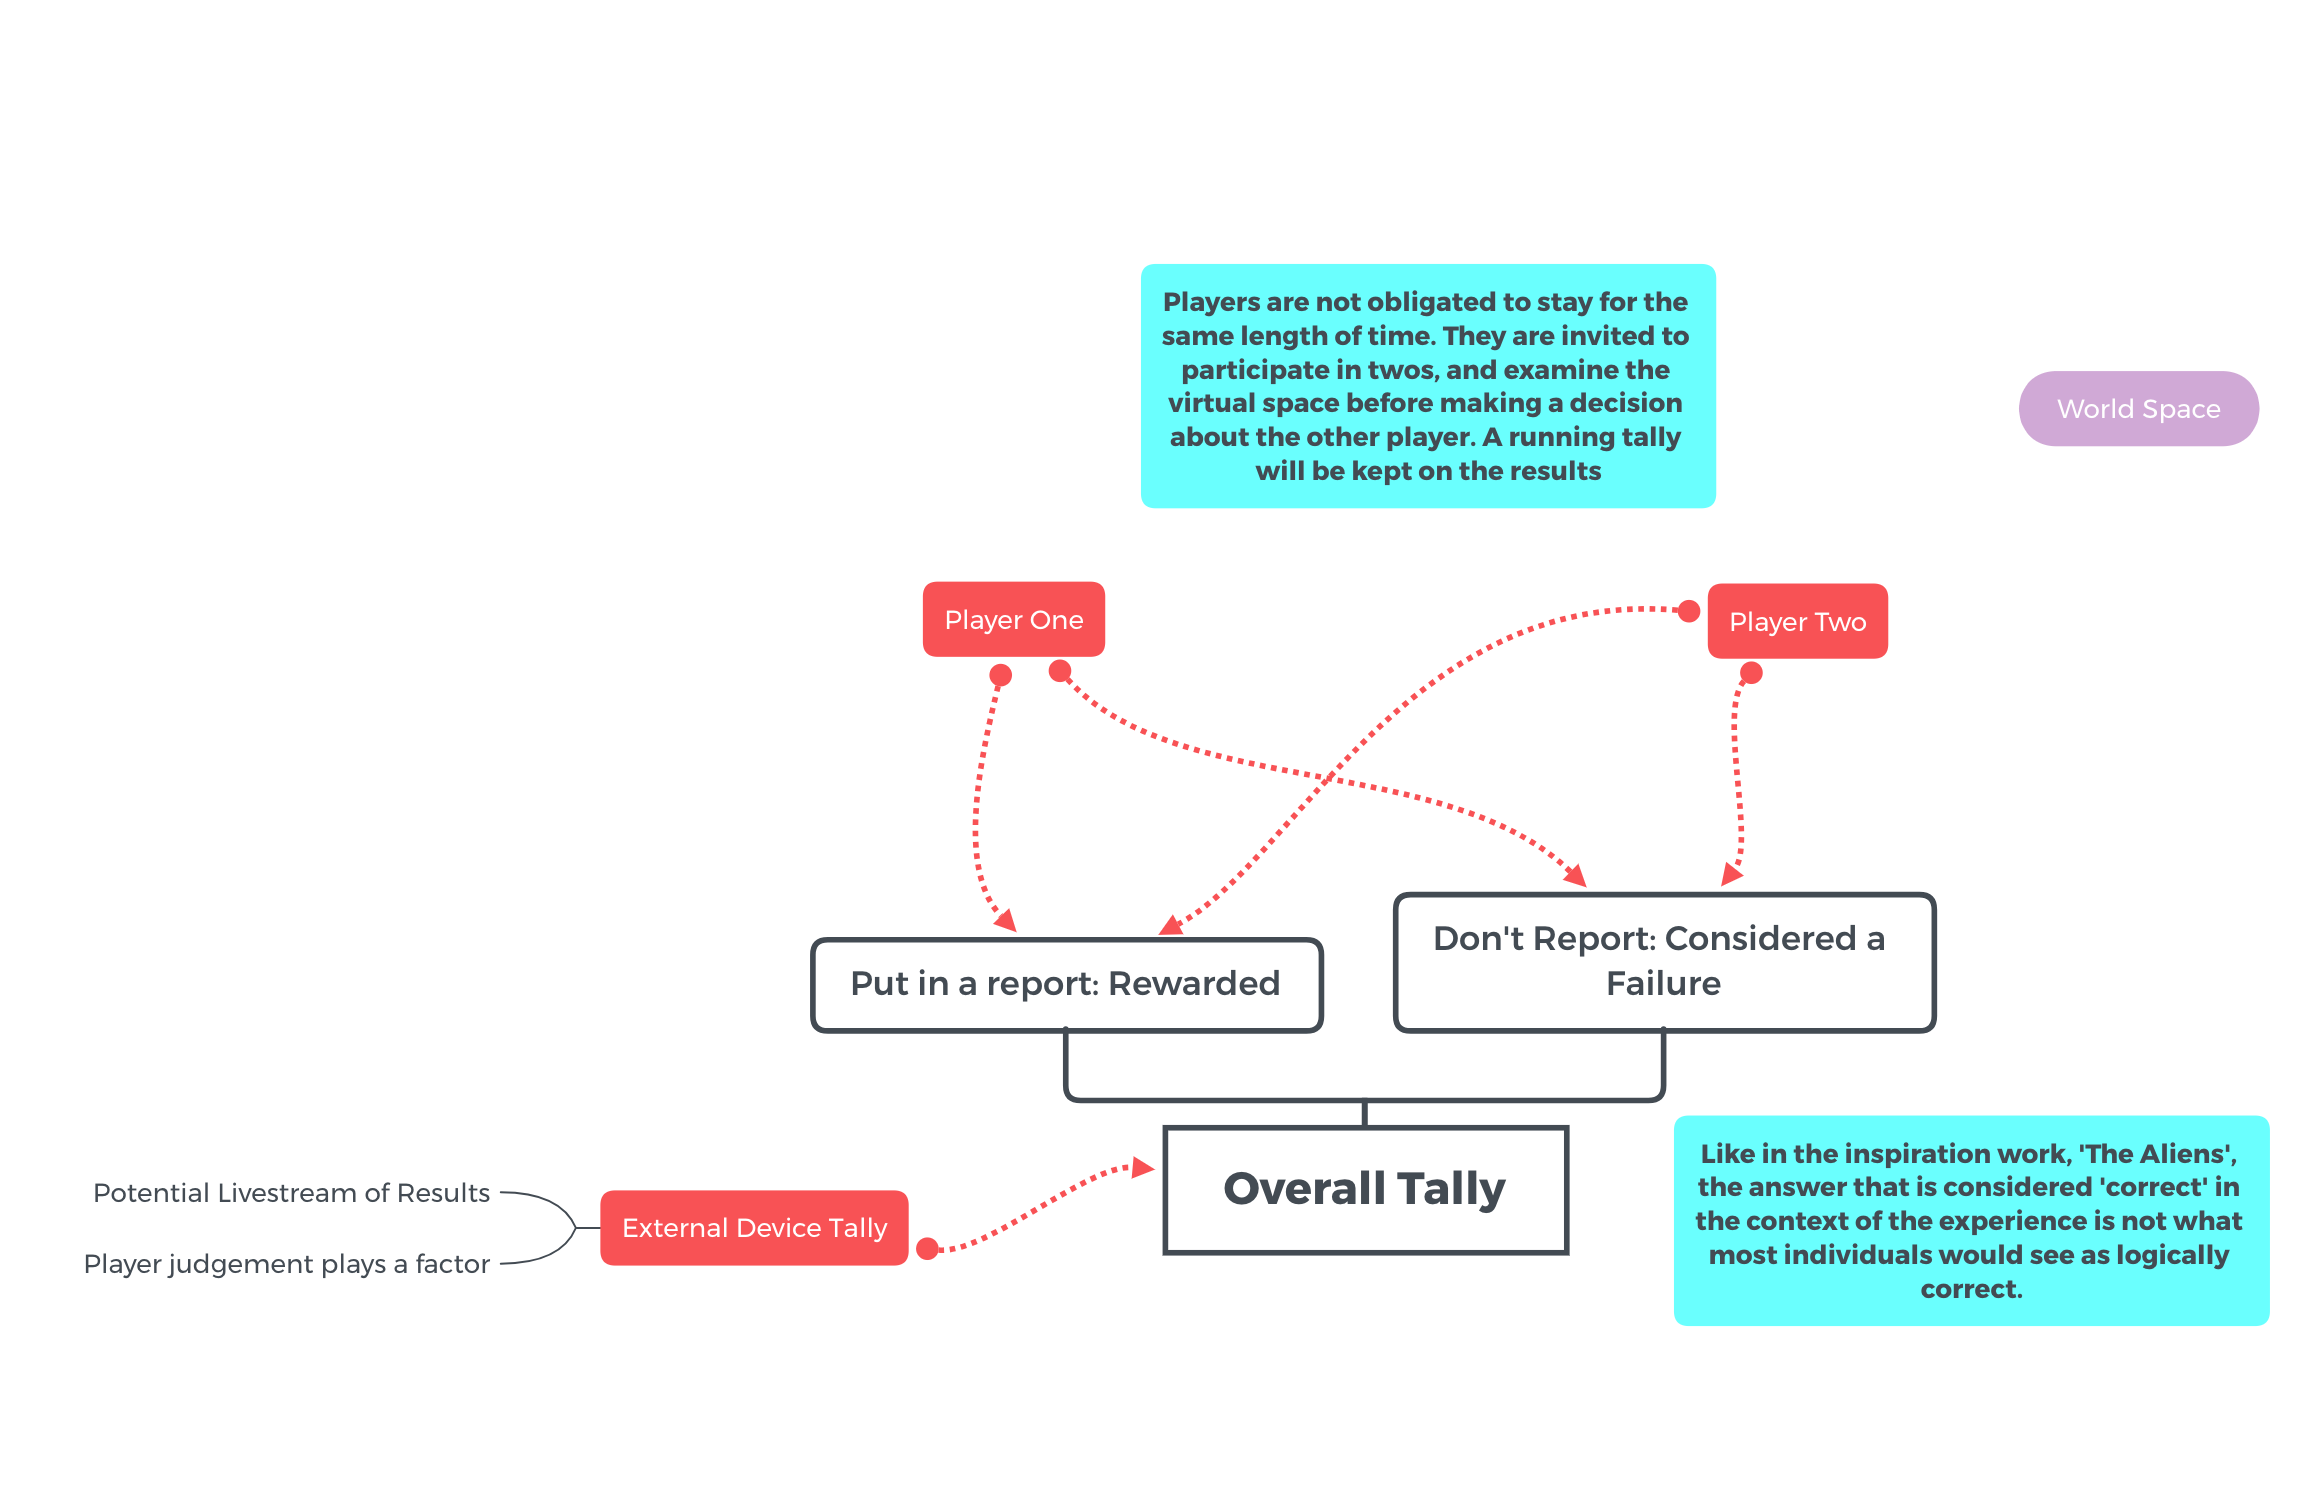 Players are not obligated to stay for the
same length of time. They are invited to
participate in twos, and examine the
virtual space before making a decision
about the other player. A running tally
will be kept on the results
World Space
Player One
Player Two
Put in a report: Rewarded
Don't Report: Considered a
Failure
Overall Tally
Potential Livestream of Results
Player judgement plays a factor
External Device Tally
Like in the inspiration work, 'The Aliens',
the answer that is considered 'correct' in
the context of the experience is not what
most individuals would see as logically
correct.